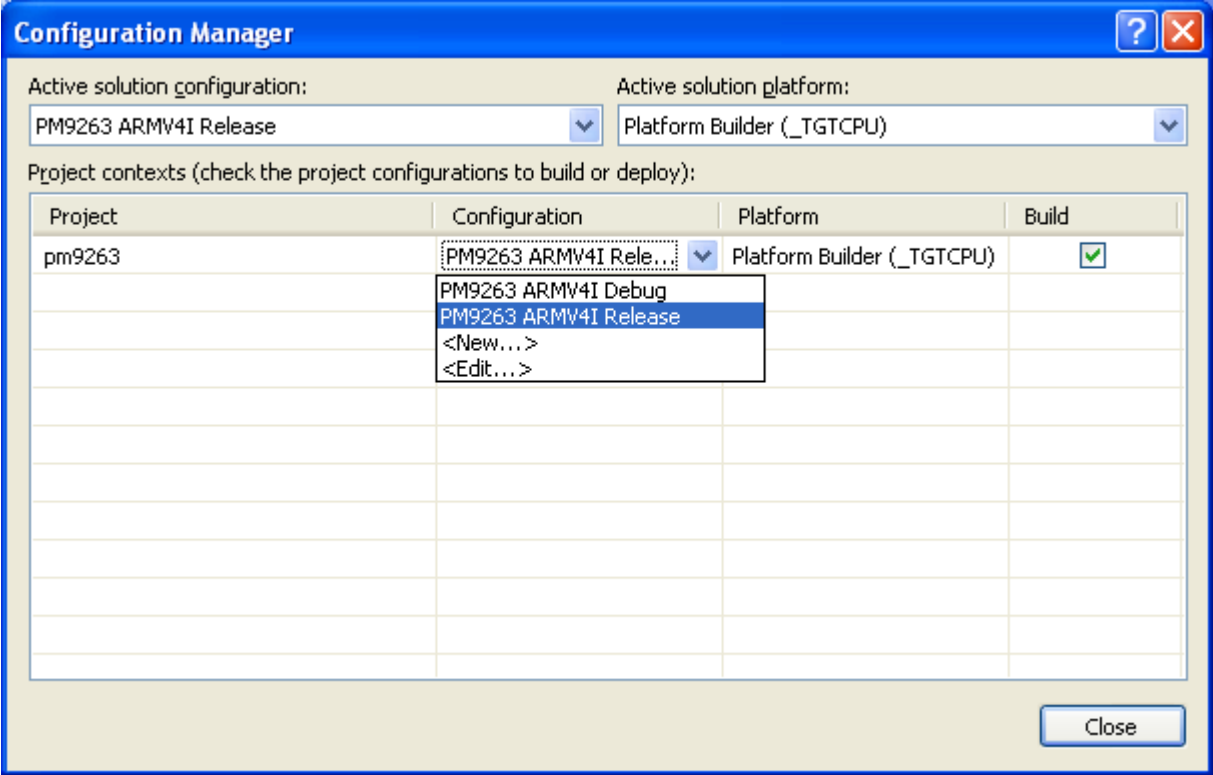 Configuration Manager
Active solution configuration: Active solution platform:
PM9263 ARMV4I Release Platform Builder (_TGTCPU)
Project contexts (check the project configurations to build or deploy):
Project Configuration Platform Build
pm9263 PM9263 ARMV4I Rele... Platform Builder (_TGTCPU)
PM9263 ARMV4I Debug
PM9263 ARMV4I Release
<New...>
<Edit...>
Close